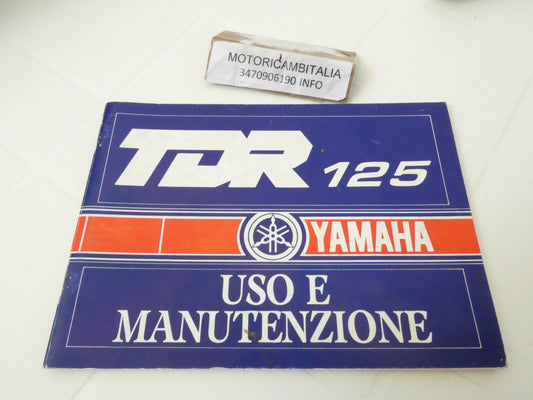 MOTORICAMBITALIA
3470906190 INFO
TDR 125
YAMAHA
USO E
MANUTENZIONE